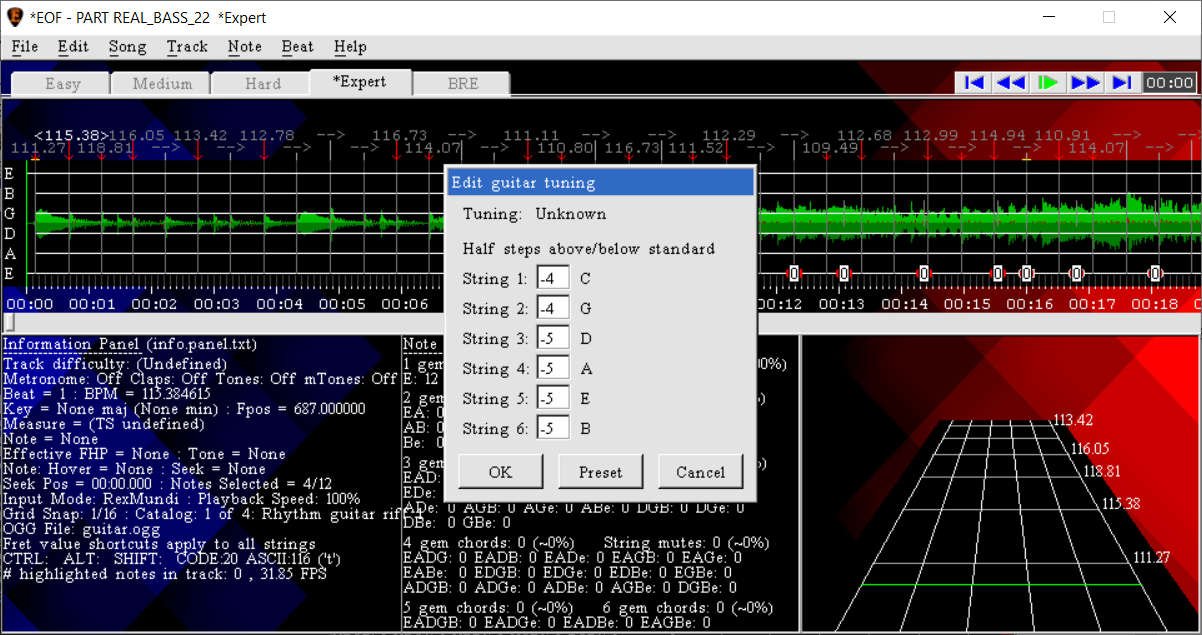 *EOF - PART REAL_BASS_22 *Expert
File Edit Song Track Note Beat Help
Easy Medium Hard *Expert BRE 00:00
<115.38>116.05 113.42 112.78 --> 116.73 --> 111.11 --> 112.29 --> 112.68 112.99 114.94 110.91 -->
111.27 118.81 --> --> --> 114.07 110.80 116.73 111.52 109.49 --> --> 114.07 -->
E
B
G
D
A
E
0 0 0 0 0 0 0
00:00 00:01 00:02 00:03 00:04 00:05 00:06 00:12 00:13 00:14 00:15 00:16 00:17 00:18
Edit guitar tuning
Tuning: Unknown
Half steps above/below standard
String 1: -4 C
String 2: -4 G
String 3: -5 D
String 4: -5 A
String 5: -5 E
String 6: -5 B
OK Preset Cancel
Information Panel (info.panel.txt)
Track difficulty: (Undefined)
Metronome: Off Claps: Off Tones: Off mTones: Off
Beat = 1 : BPM = 115.384615
Key = None maj (None min) : Fpos = 687.000000
Measure = (TS undefined)
Note = None
Effective FHP = None : Tone = None
Note: Hover = None : Seek = None
Seek Pos = 00:00.000 : Notes Selected = 4/12
Input Mode: RexMundi : Playback Speed: 100%
Grid Snap: 1/16 : Catalog: 1 of 4: Rhythm guitar riff
OGG File: guitar.ogg
Fret value shortcuts apply to all strings
CTRL: ALT: SHIFT: CODE:20 ASCII:116 ('t')
# highlighted notes in track: 0 , 31.85 FPS
Note
1 gem
E: 12
2 gem
EA: 0
AB: 0
Be: 0
3 gem
EAD:
EDe:
ADe: 0 AGB: 0 AGe: 0 ABe: 0 DGB: 0 DGe: 0
DBe: 0 GBe: 0
4 gem chords: 0 (~0%) String mutes: 0 (~0%)
EADG: 0 EADB: 0 EADe: 0 EAGB: 0 EAGe: 0
EABe: 0 EDGB: 0 EDGe: 0 EDBe: 0 EGBe: 0
ADGB: 0 ADGe: 0 ADBe: 0 AGBe: 0 DGBe: 0
5 gem chords: 0 (~0%) 6 gem chords: 0 (~0%)
EADGB: 0 EADGe: 0 EADBe: 0 EAGBe: 0
113.42
116.05
118.81
115.38
111.27